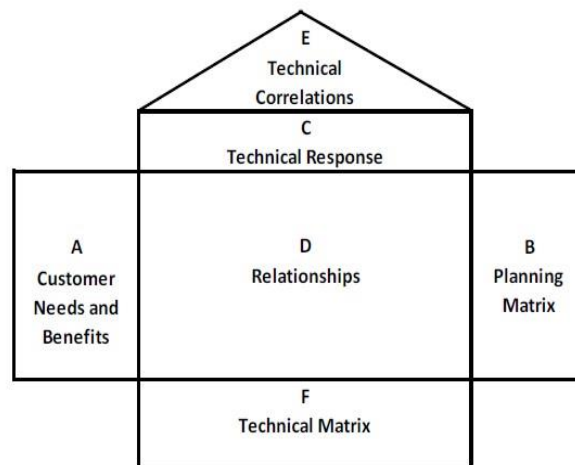 E
Technical
Correlations
C
Technical Response
A
Customer
Needs and
Benefits
D
Relationships
B
Planning
Matrix
F
Technical Matrix